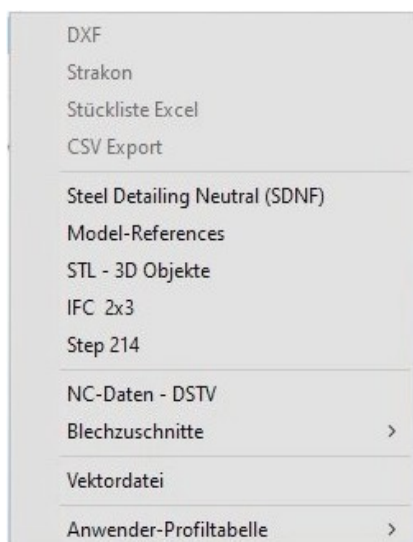 DXF
Strakon
Stückliste Excel
CSV Export
Steel Detailing Neutral (SDNF)
Model-References
STL - 3D Objekte
IFC 2x3
Step 214
NC-Daten - DSTV
Blechzuschnitte
Vektordatei
Anwender-Profiltabelle